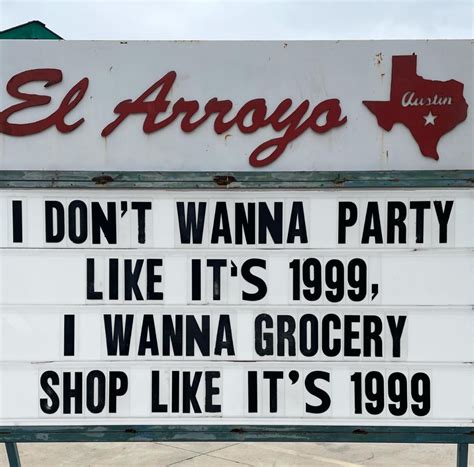 El Arroyo
Austin
I DON'T WANNA PARTY
LIKE IT'S 1999,
I WANNA GROCERY
SHOP LIKE IT'S 1999